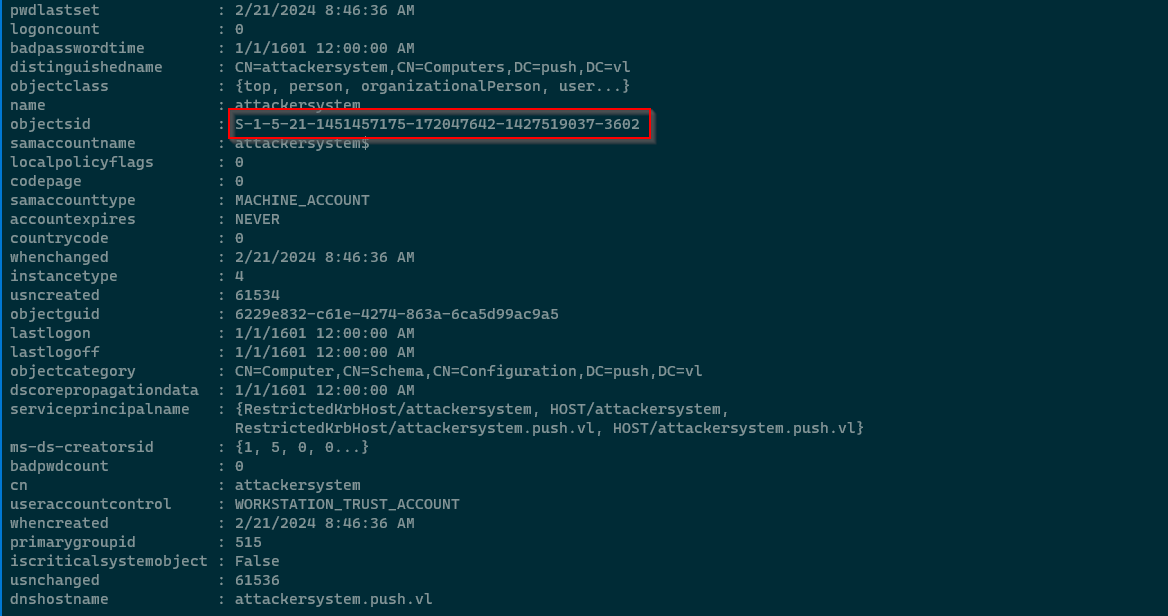 pwdlastset : 2/21/2024 8:46:36 AM
logoncount : 0
badpasswordtime : 1/1/1601 12:00:00 AM
distinguishedname : CN=attackersystem,CN=Computers,DC=push,DC=vl
objectclass : {top, person, organizationalPerson, user...}
name : attackersystem
objectsid : S-1-5-21-1451457175-172047642-1427519037-3602
samaccountname : attackersystem$
localpolicyflags : 0
codepage : 0
samaccounttype : MACHINE_ACCOUNT
accountexpires : NEVER
countrycode : 0
whenchanged : 2/21/2024 8:46:36 AM
instancetype : 4
usncreated : 61534
objectguid : 6229e832-c61e-4274-863a-6ca5d99ac9a5
lastlogon : 1/1/1601 12:00:00 AM
lastlogoff : 1/1/1601 12:00:00 AM
objectcategory : CN=Computer,CN=Schema,CN=Configuration,DC=push,DC=vl
dscorepropagationdata : 1/1/1601 12:00:00 AM
serviceprincipalname : {RestrictedKrbHost/attackersystem, HOST/attackersystem,
RestrictedKrbHost/attackersystem.push.vl, HOST/attackersystem.push.vl}
ms-ds-creatorsid : {1, 5, 0, 0...}
badpwdcount : 0
cn : attackersystem
useraccountcontrol : WORKSTATION_TRUST_ACCOUNT
whencreated : 2/21/2024 8:46:36 AM
primarygroupid : 515
iscriticalsystemobject : False
usnchanged : 61536
dnshostname : attackersystem.push.vl